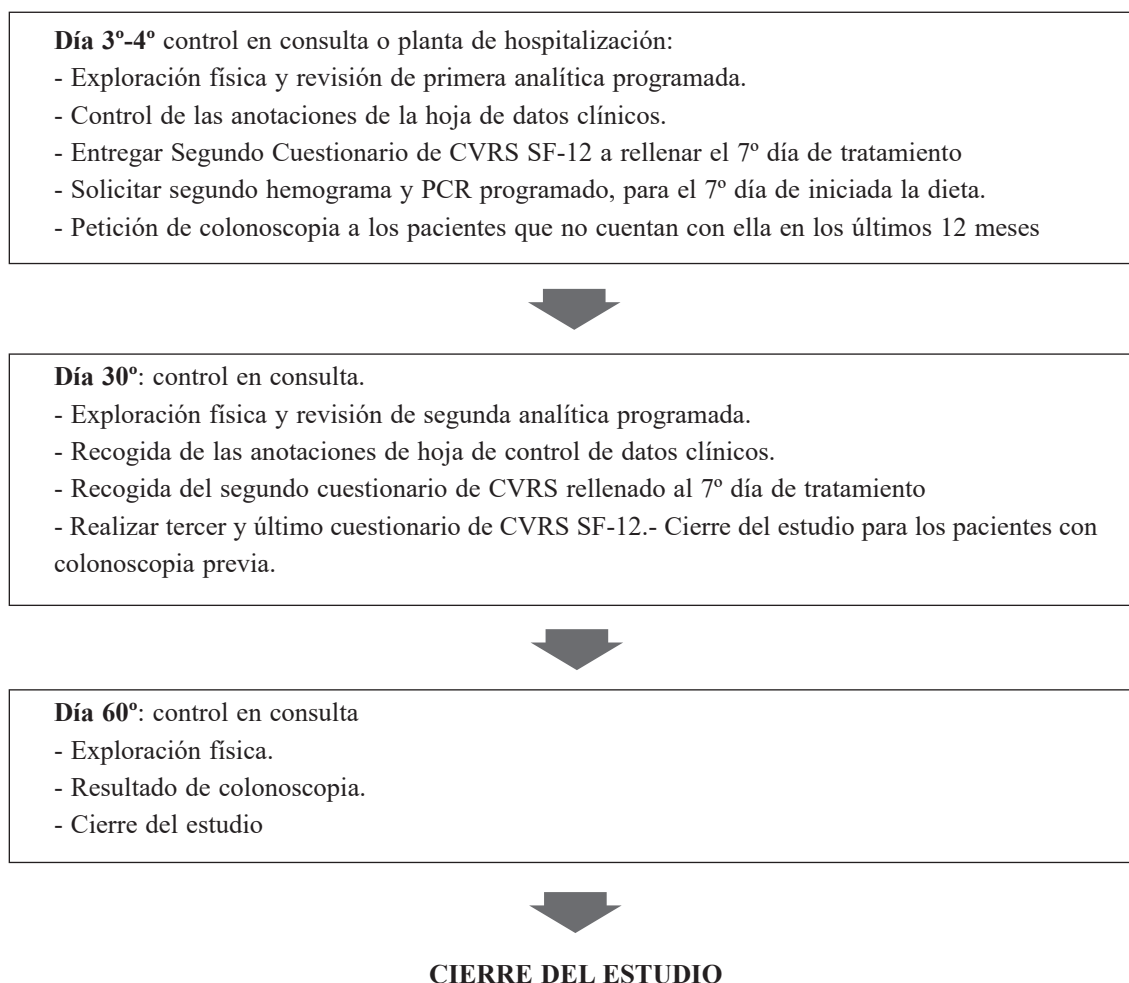 Día 3º-4º control en consulta o planta de hospitalización:
- Exploración física y revisión de primera analítica programada.
- Control de las anotaciones de la hoja de datos clínicos.
- Entregar Segundo Cuestionario de CVRS SF-12 a rellenar el 7º día de tratamiento
- Solicitar segundo hemograma y PCR programado, para el 7º día de iniciada la dieta.
- Petición de colonoscopia a los pacientes que no cuentan con ella en los últimos 12 meses
Día 30º: control en consulta.
- Exploración física y revisión de segunda analítica programada.
- Recogida de las anotaciones de hoja de control de datos clínicos.
- Recogida del segundo cuestionario de CVRS rellenado al 7º día de tratamiento
- Realizar tercer y último cuestionario de CVRS SF-12.- Cierre del estudio para los pacientes con
colonoscopia previa.
Día 60º: control en consulta
- Exploración física.
- Resultado de colonoscopia.
- Cierre del estudio
CIERRE DEL ESTUDIO